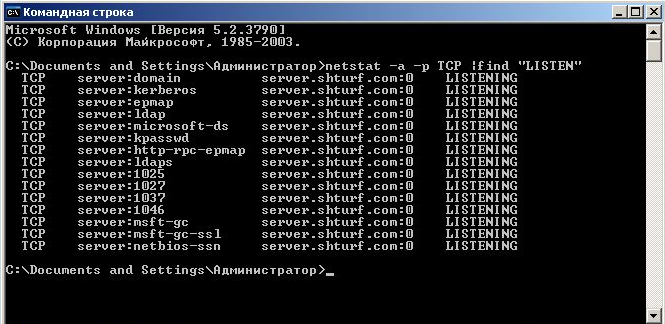 Командная строка
Microsoft Windows [Версия 5.2.3790]
(C) Корпорация Майкрософт, 1985-2003.
C:\Documents and Settings\Администратор>netstat -a -p TCP |find "LISTEN"
TCP server:domain server.shturf.com:0 LISTENING
TCP server:kerberos server.shturf.com:0 LISTENING
TCP server:epmap server.shturf.com:0 LISTENING
TCP server:ldap server.shturf.com:0 LISTENING
TCP server:microsoft-ds server.shturf.com:0 LISTENING
TCP server:kpasswd server.shturf.com:0 LISTENING
TCP server:http-rpc-epmap server.shturf.com:0 LISTENING
TCP server:ldaps server.shturf.com:0 LISTENING
TCP server:1025 server.shturf.com:0 LISTENING
TCP server:1027 server.shturf.com:0 LISTENING
TCP server:1037 server.shturf.com:0 LISTENING
TCP server:1046 server.shturf.com:0 LISTENING
TCP server:msft-gc server.shturf.com:0 LISTENING
TCP server:msft-gc-ssl server.shturf.com:0 LISTENING
TCP server:netbios-ssn server.shturf.com:0 LISTENING
C:\Documents and Settings\Администратор>_